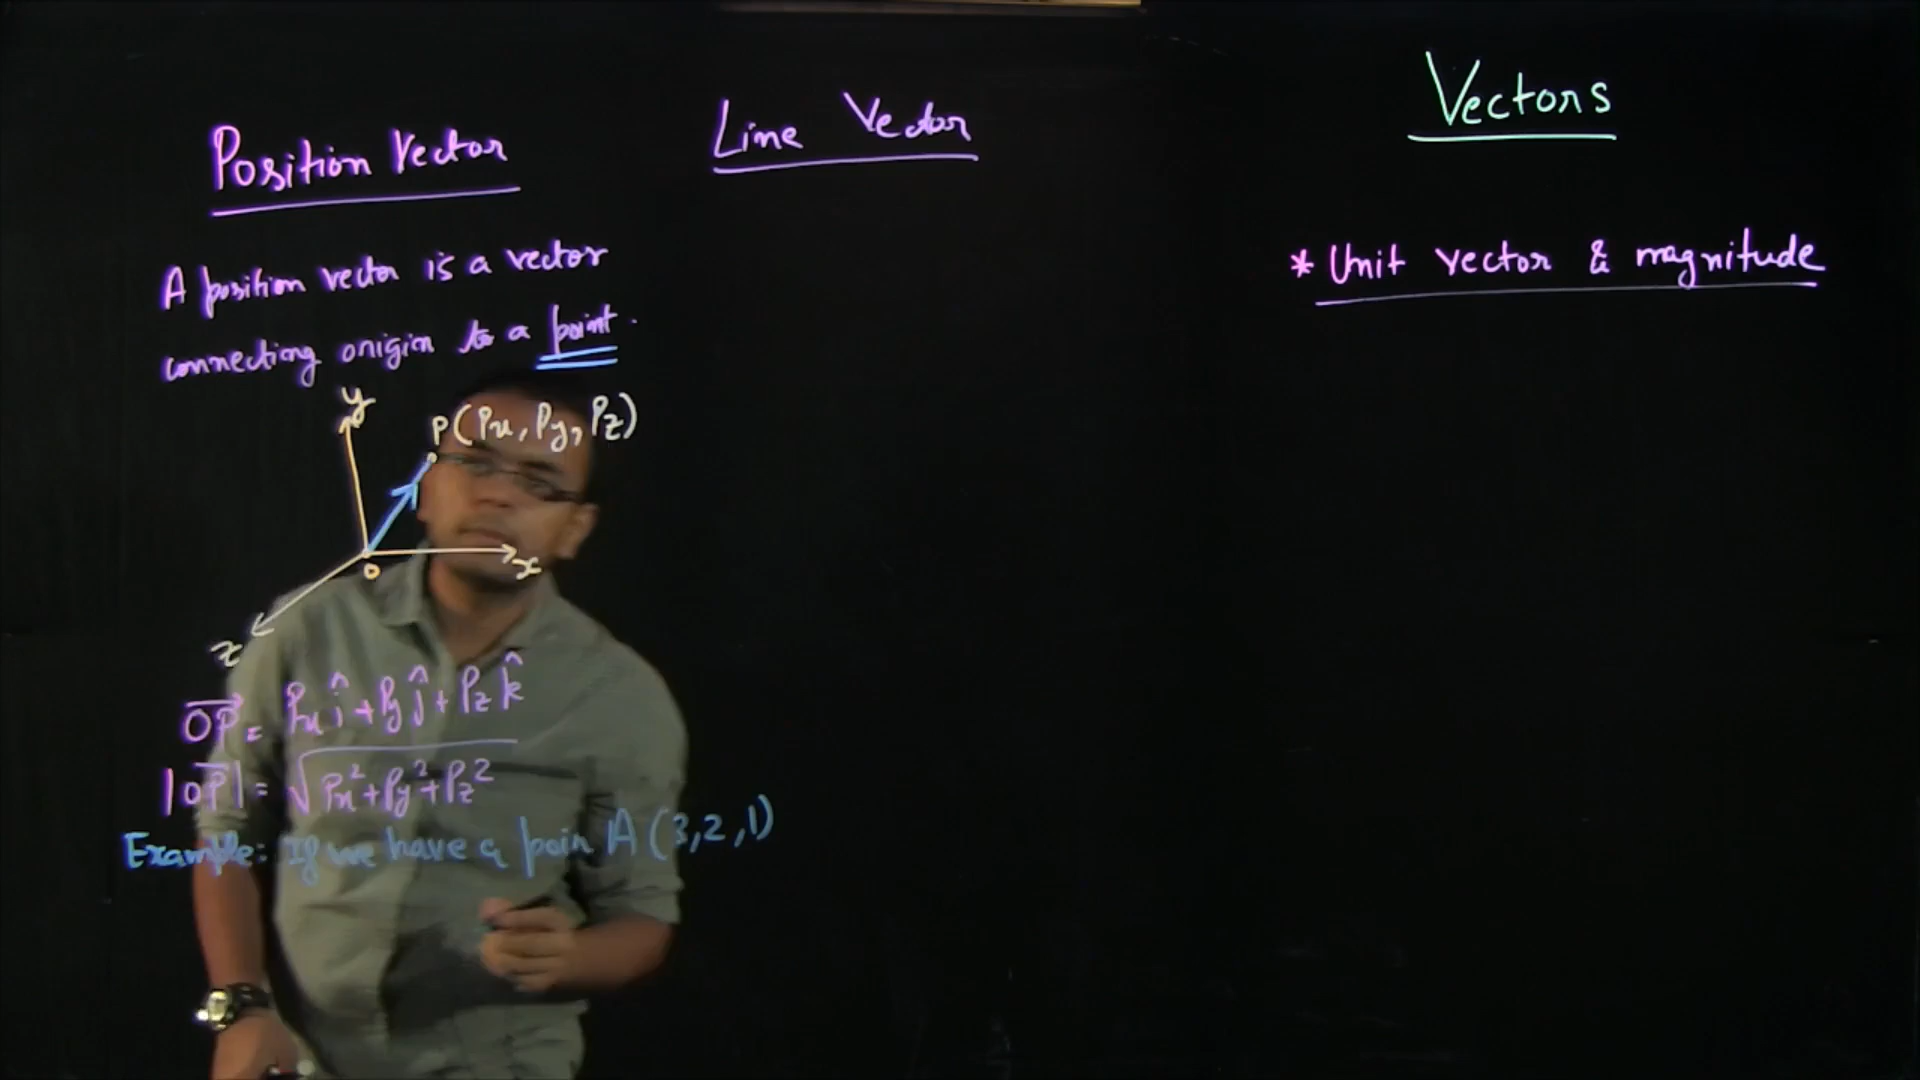 Position Vector
A position vector is a vector
connecting origin to a point.
y
P(Px, Py, Pz)
O
x
z
OP⃗ = Px î + Py ĵ + Pz k̂
|OP⃗| = √(Px² + Py² + Pz²)
Example: If we have a poin A (3,2,1)
Line Vector
Vectors
* Unit vector & magnitude